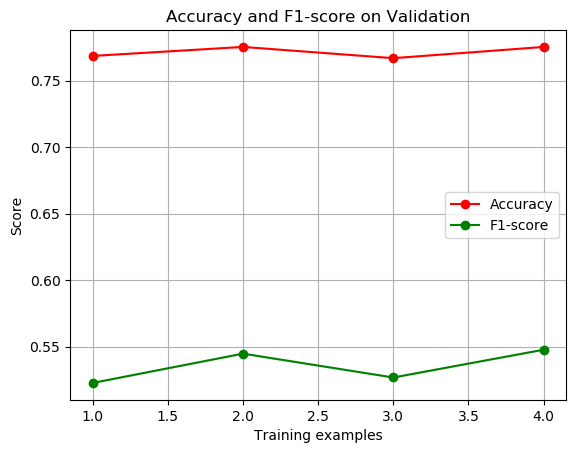 Accuracy and F1-score on Validation
0.75
0.70
0.65
0.60
0.55
Score
Accuracy
F1-score
1.0 1.5 2.0 2.5 3.0 3.5 4.0
Training examples